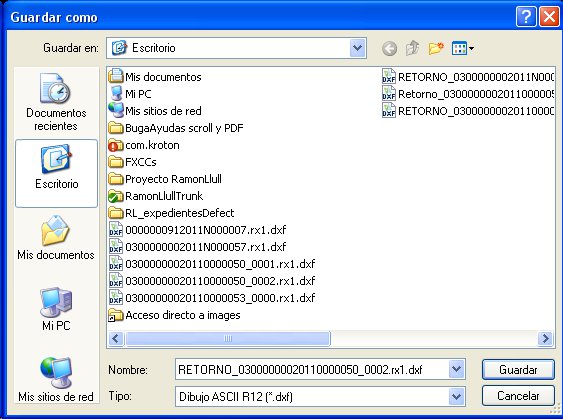 Guardar como
Guardar en:
Escritorio
Documentos
recientes
Escritorio
Mis documentos
Mi PC
Mis sitios de red
Mis documentos
Mi PC
Mis sitios de red
BugaAyudas scroll y PDF
com.kroton
FXCCs
Proyecto RamonLlull
RamonLlullTrunk
RL_expedientesDefect
0000000912011N000007.rx1.dxf
0300000002011N000057.rx1.dxf
03000000020110000050_0001.rx1.dxf
03000000020110000050_0002.rx1.dxf
03000000020110000053_0000.rx1.dxf
Acceso directo a images
RETORNO_0300000002011N000
Retorno_030000000201100005
RETORNO_0300000002011000
Nombre:
RETORNO_03000000020110000050_0002.rx1.dxf
Guardar
Tipo:
Dibujo ASCII R12 (*.dxf)
Cancelar